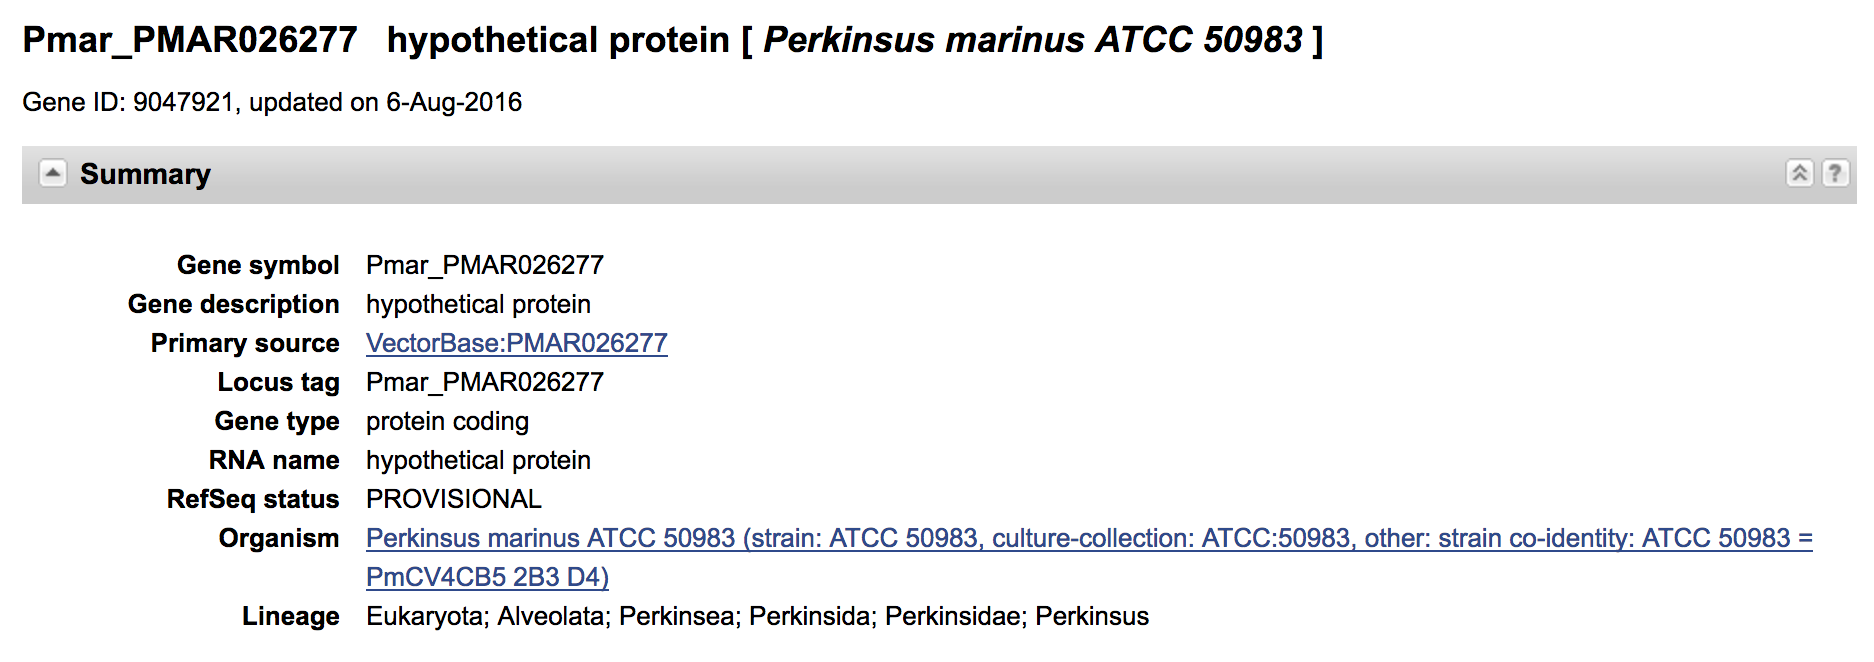 Pmar_PMAR026277 hypothetical protein [ Perkinsus marinus ATCC 50983 ]
Gene ID: 9047921, updated on 6-Aug-2016
Summary ?
Gene symbol Pmar_PMAR026277
Gene description hypothetical protein
Primary source VectorBase:PMAR026277
Locus tag Pmar_PMAR026277
Gene type protein coding
RNA name hypothetical protein
RefSeq status PROVISIONAL
Organism Perkinsus marinus ATCC 50983 (strain: ATCC 50983, culture-collection: ATCC:50983, other: strain co-identity: ATCC 50983 =
PmCV4CB5 2B3 D4)
Lineage Eukaryota; Alveolata; Perkinsea; Perkinsida; Perkinsidae; Perkinsus